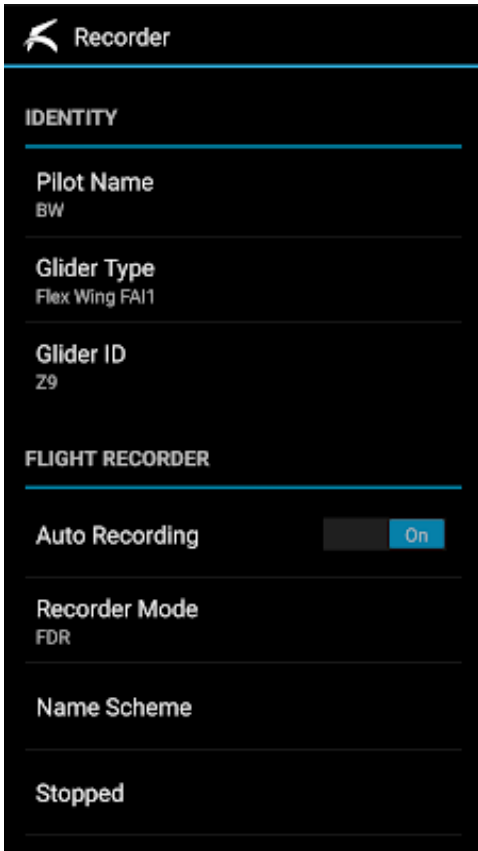 Recorder
IDENTITY
Pilot Name
BW
Glider Type
Flex Wing FAI1
Glider ID
Z9
FLIGHT RECORDER
Auto Recording On
Recorder Mode
FDR
Name Scheme
Stopped